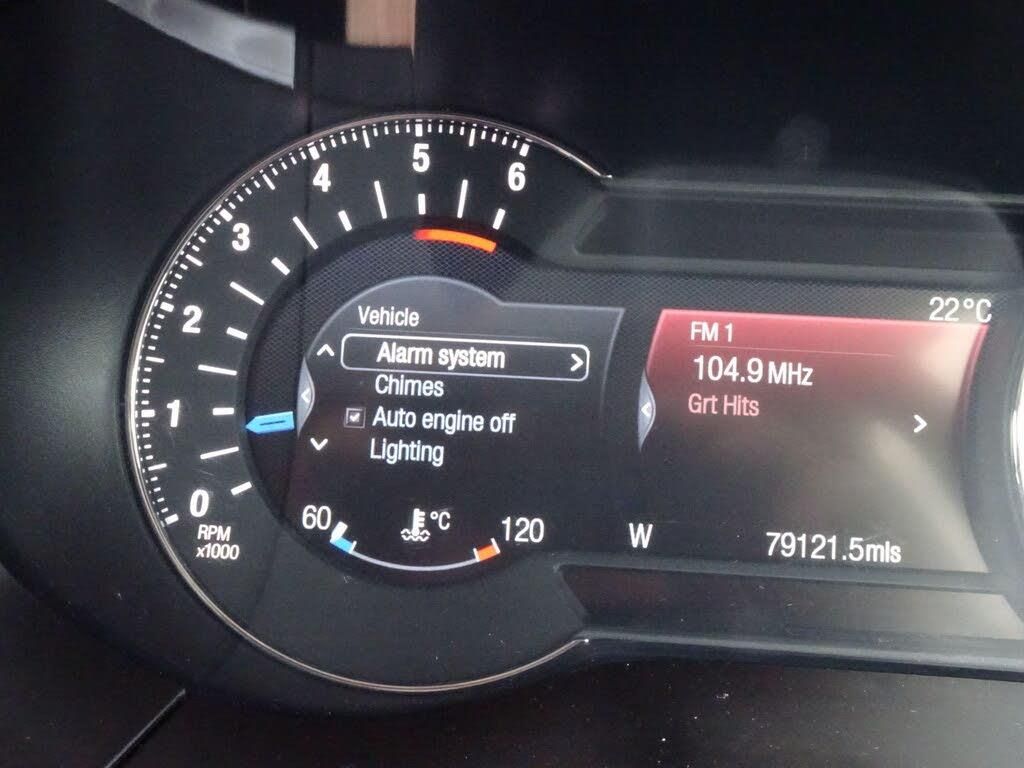 5
6
4
3
2
1
0
RPM
x1000
Vehicle
Alarm system
Chimes
Auto engine off
Lighting
60
°C
120
22°C
FM 1
104.9 MHz
Grt Hits
W
79121.5mls